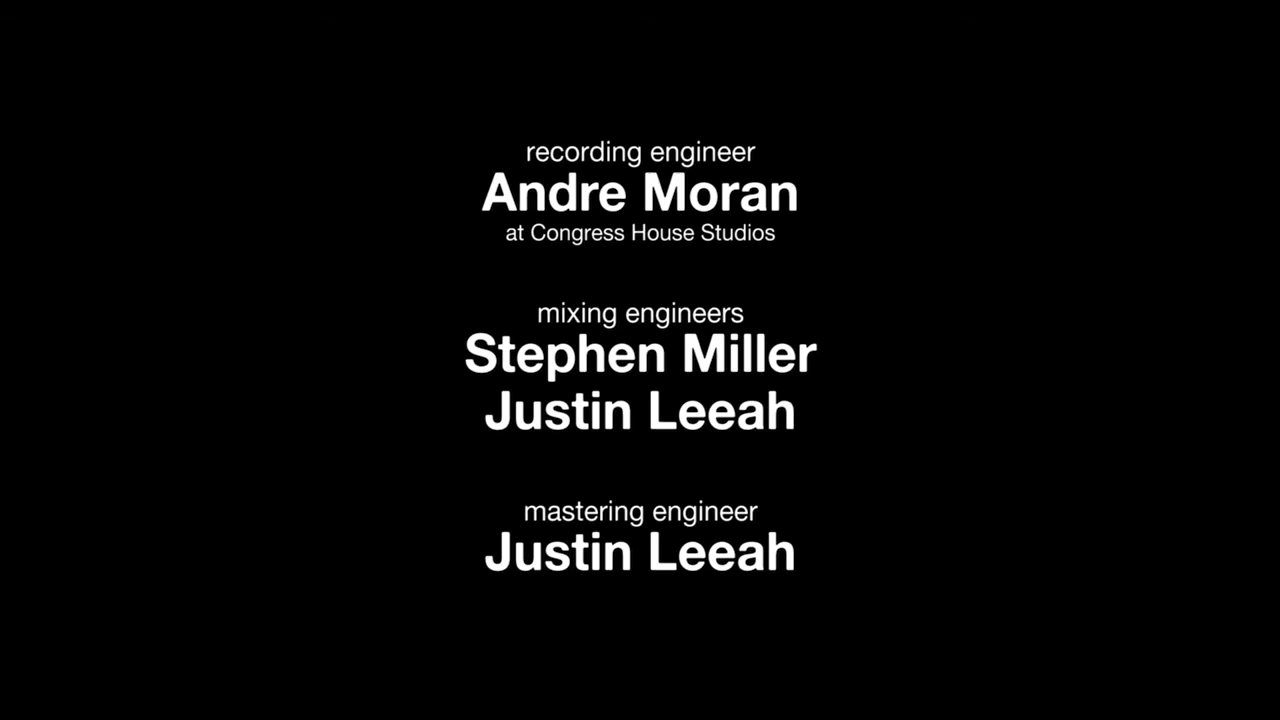 recording engineer
Andre Moran
at Congress House Studios
mixing engineers
Stephen Miller
Justin Leeah
mastering engineer
Justin Leeah